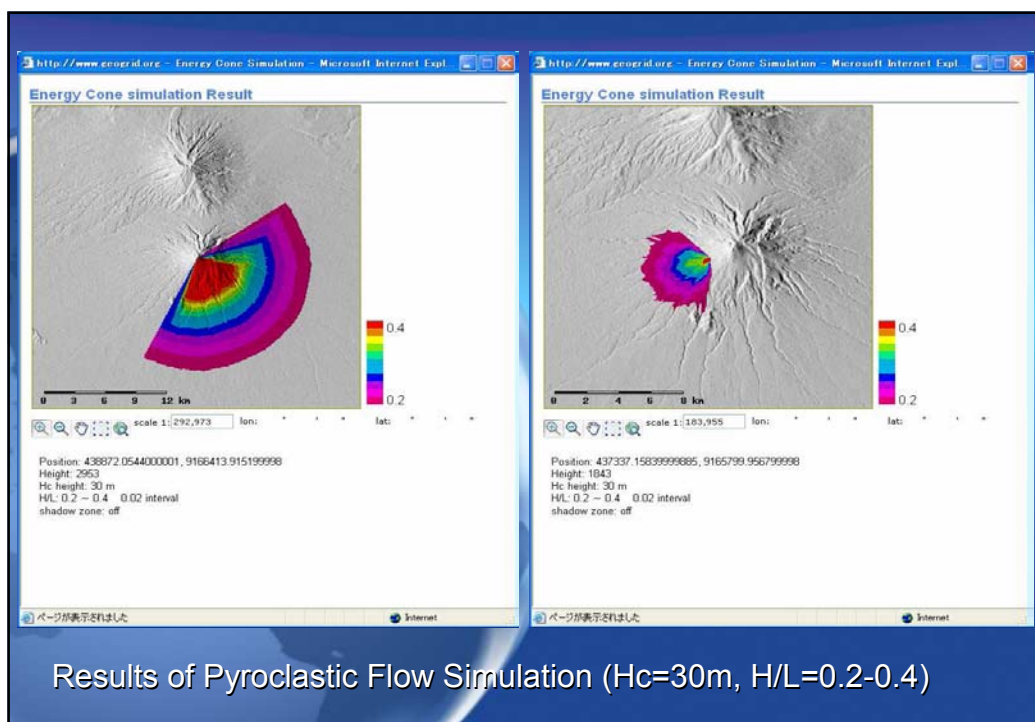 http://www.geogrid.org - Energy Cone Simulation - Microsoft Internet Expl...
Energy Cone simulation Result
0.4
0.2
0 3 6 9 12 km
scale 1: 292,973 lon: ° ' " lat: ° ' "
Position: 438872.0544000001, 9166413.915199998
Height: 2953
Hc height: 30 m
H/L: 0.2 ~ 0.4 0.02 interval
shadow zone: off
ページが表示されました
Internet
http://www.geogrid.org - Energy Cone Simulation - Microsoft Internet Expl...
Energy Cone simulation Result
0.4
0.2
0 2 4 6 8 km
scale 1: 183,955 lon: ° ' " lat: ° ' "
Position: 437337.15839999885, 9165799.956799998
Height: 1843
Hc height: 30 m
H/L: 0.2 ~ 0.4 0.02 interval
shadow zone: off
ページが表示されました
Internet
Results of Pyroclastic Flow Simulation (Hc=30m, H/L=0.2-0.4)